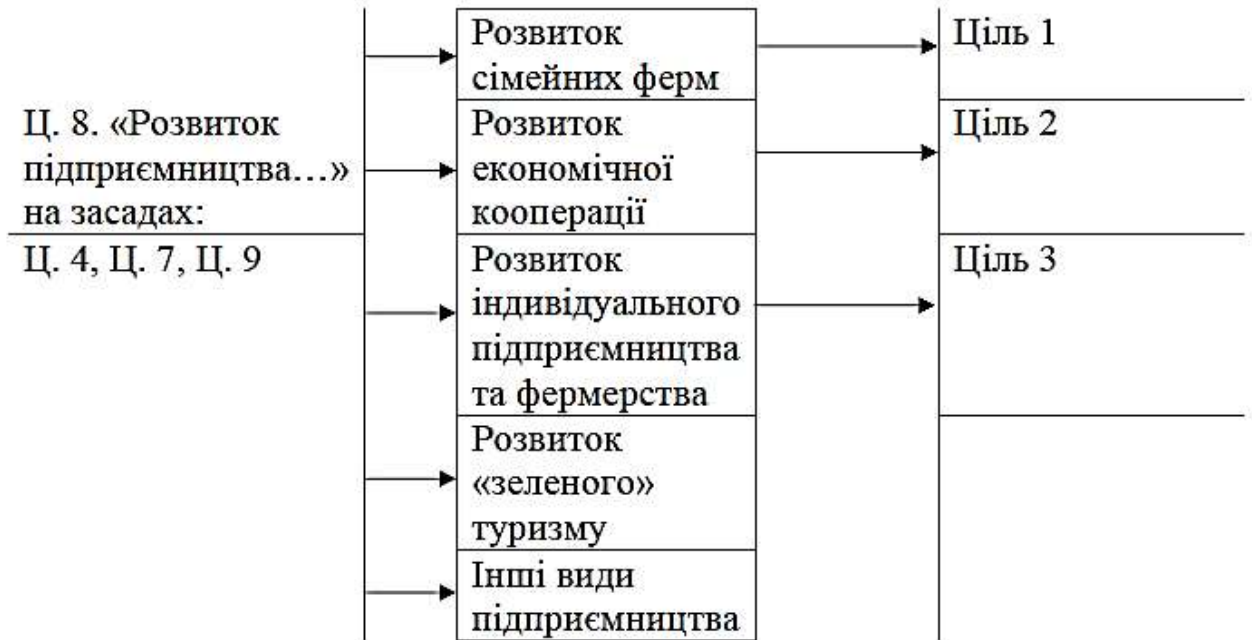 Ц. 8. «Розвиток
підприємництва…»
на засадах:
Ц. 4, Ц. 7, Ц. 9
Розвиток
сімейних ферм
Розвиток
економічної
кооперації
Розвиток
індивідуального
підприємництва
та фермерства
Розвиток
«зеленого»
туризму
Інші види
підприємництва
Ціль 1
Ціль 2
Ціль 3